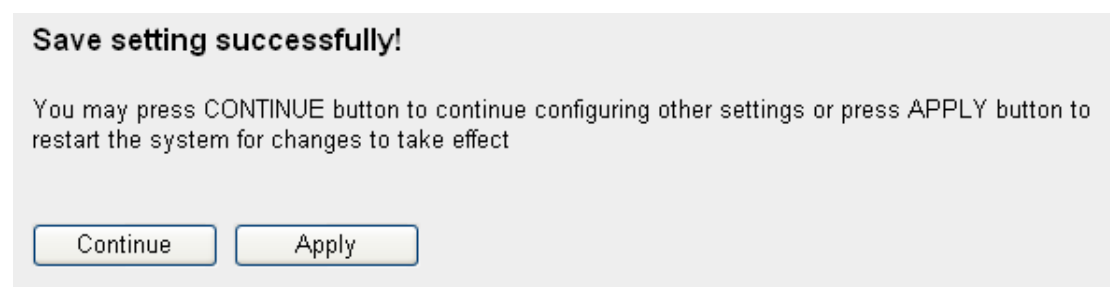 Save setting successfully!
You may press CONTINUE button to continue configuring other settings or press APPLY button to
restart the system for changes to take effect
Continue
Apply